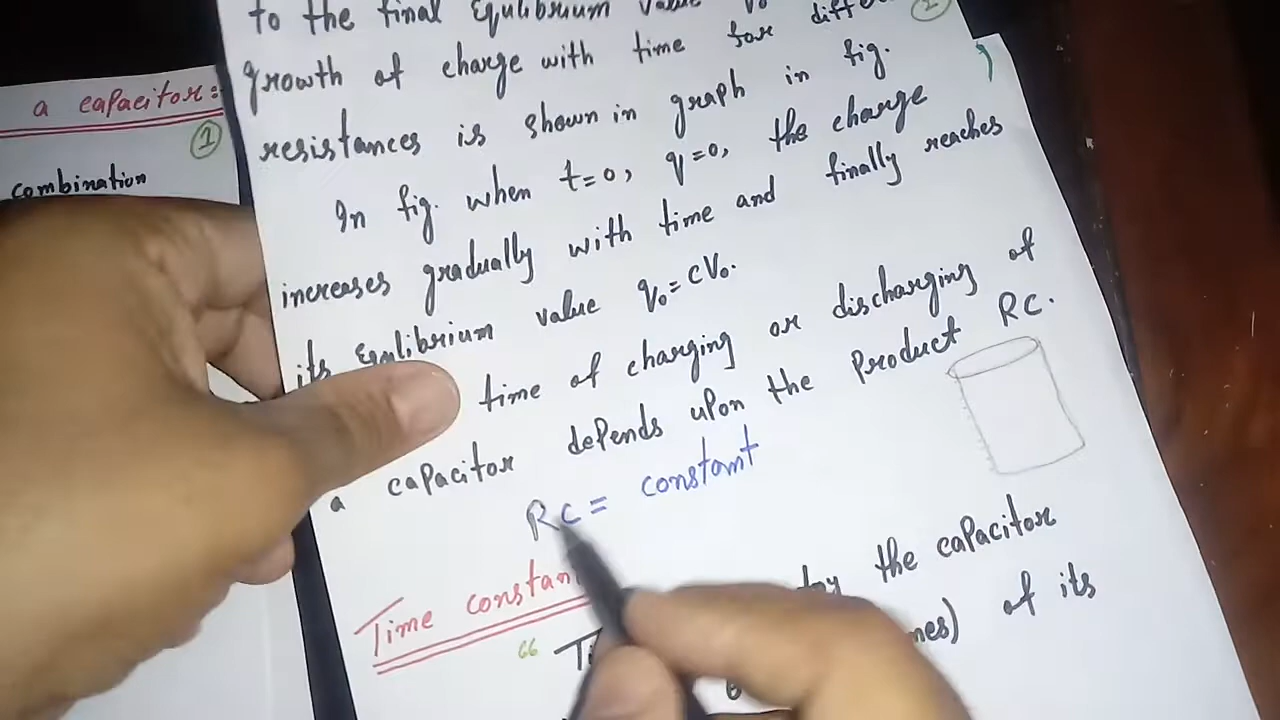 to the final Equlibrium value
growth of charge with time for
resistances is shown in graph in fig.
In fig. when t=0, q=0, the charge
increases gradually with time and finally reaches
its Equlibrium value q₀=CV₀.
time of charging or discharging of
a capacitor depends upon the Product RC.
RC = constant
Time constan
the capacitor
of its
a capacitor:
1
combination